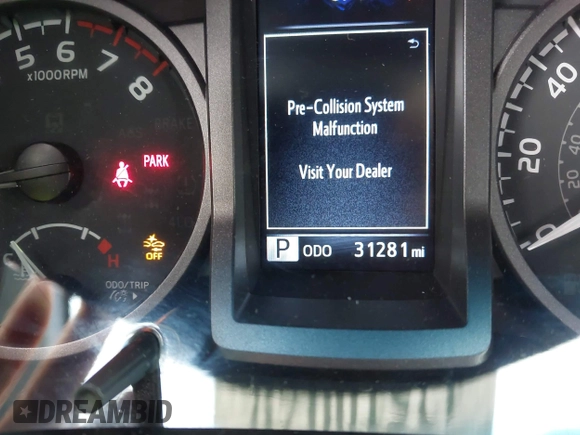 5 6 7 8
x1000RPM
PARK
H
OFF
ODO/TRIP
Pre-Collision System
Malfunction
Visit Your Dealer
P ODO 31281 mi
40
20
0
DREAMBID